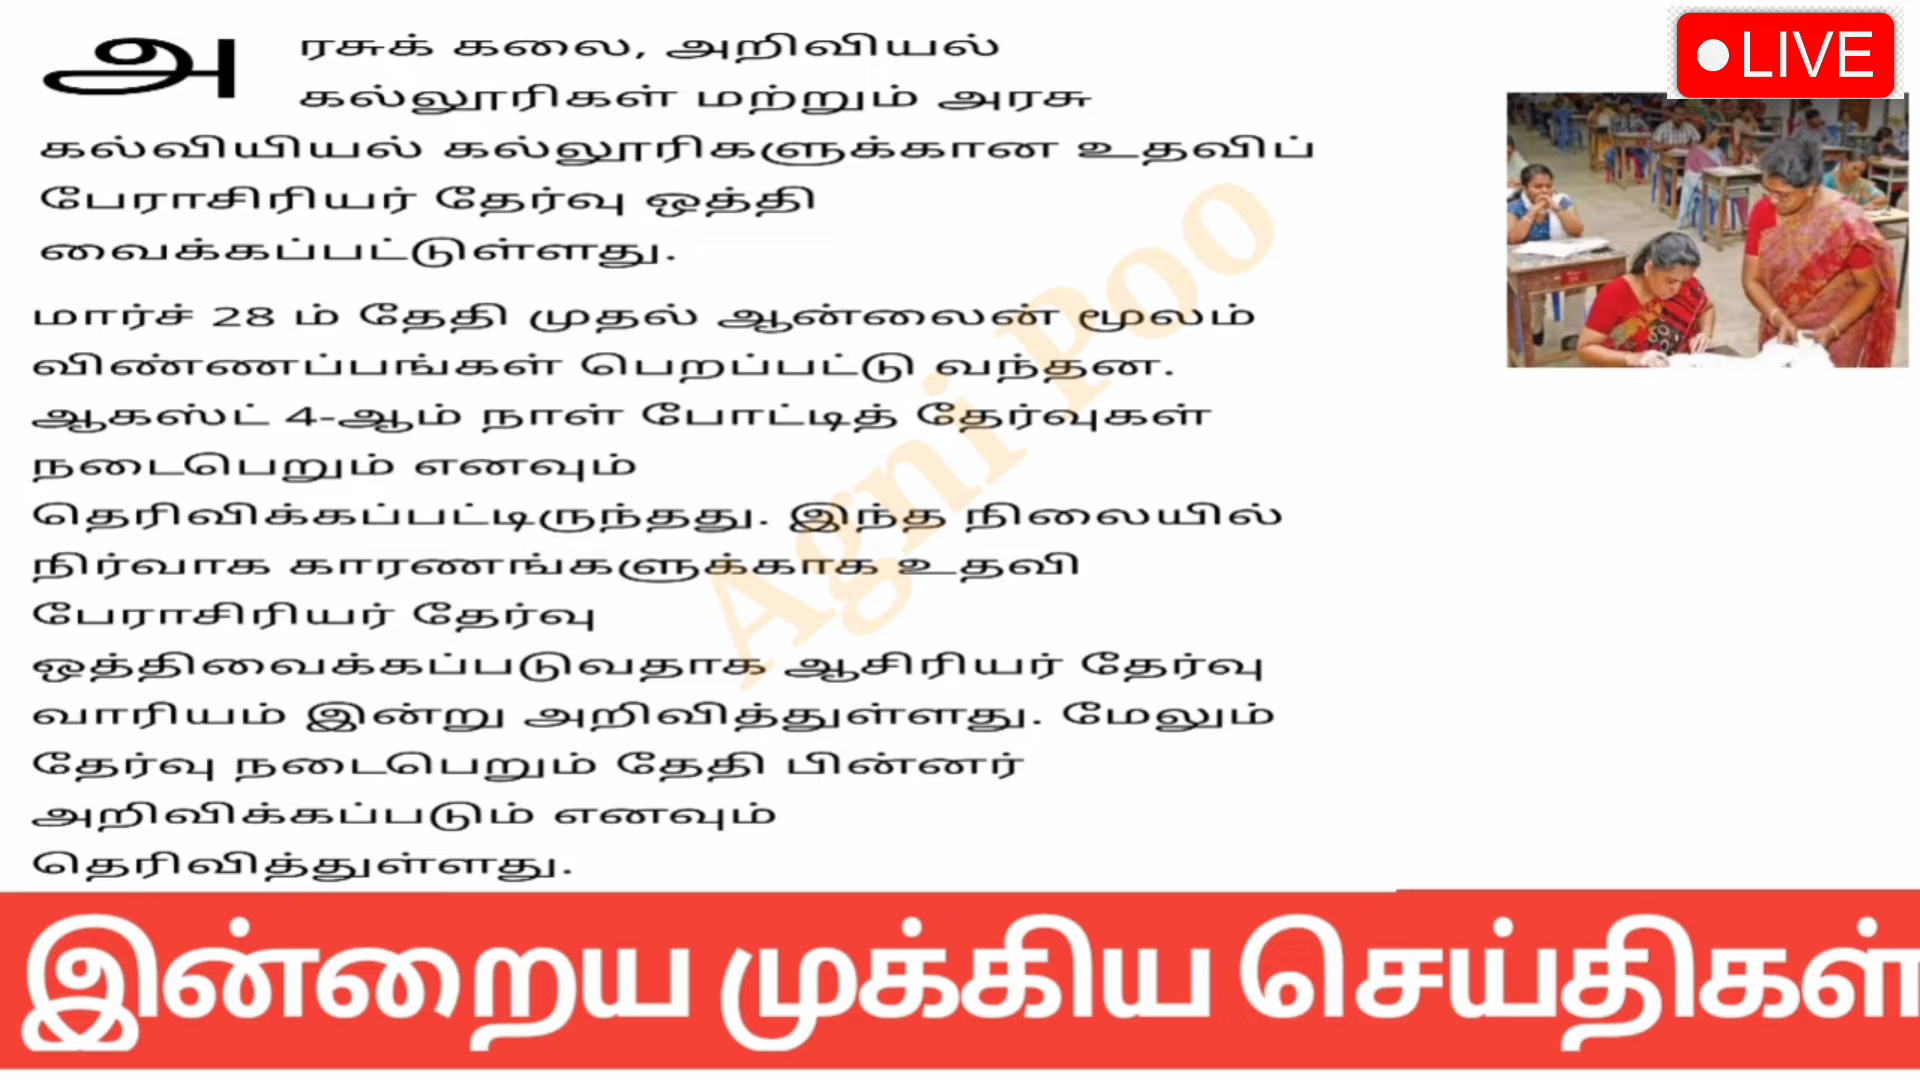 LIVE
அரசுக் கலை, அறிவியல்
கல்லூரிகள் மற்றும் அரசு
கல்வியியல் கல்லூரிகளுக்கான உதவிப்
பேராசிரியர் தேர்வு ஒத்தி
வைக்கப்பட்டுள்ளது.
மார்ச் 28 ம் தேதி முதல் ஆன்லைன் மூலம்
விண்ணப்பங்கள் பெறப்பட்டு வந்தன.
ஆகஸ்ட் 4-ஆம் நாள் போட்டித் தேர்வுகள்
நடைபெறும் எனவும்
தெரிவிக்கப்பட்டிருந்தது. இந்த நிலையில்
நிர்வாக காரணங்களுக்காக உதவி
பேராசிரியர் தேர்வு
ஒத்திவைக்கப்படுவதாக ஆசிரியர் தேர்வு
வாரியம் இன்று அறிவித்துள்ளது. மேலும்
தேர்வு நடைபெறும் தேதி பின்னர்
அறிவிக்கப்படும் எனவும்
தெரிவித்துள்ளது.
Agni Poo
இன்றைய முக்கிய செய்திகள்